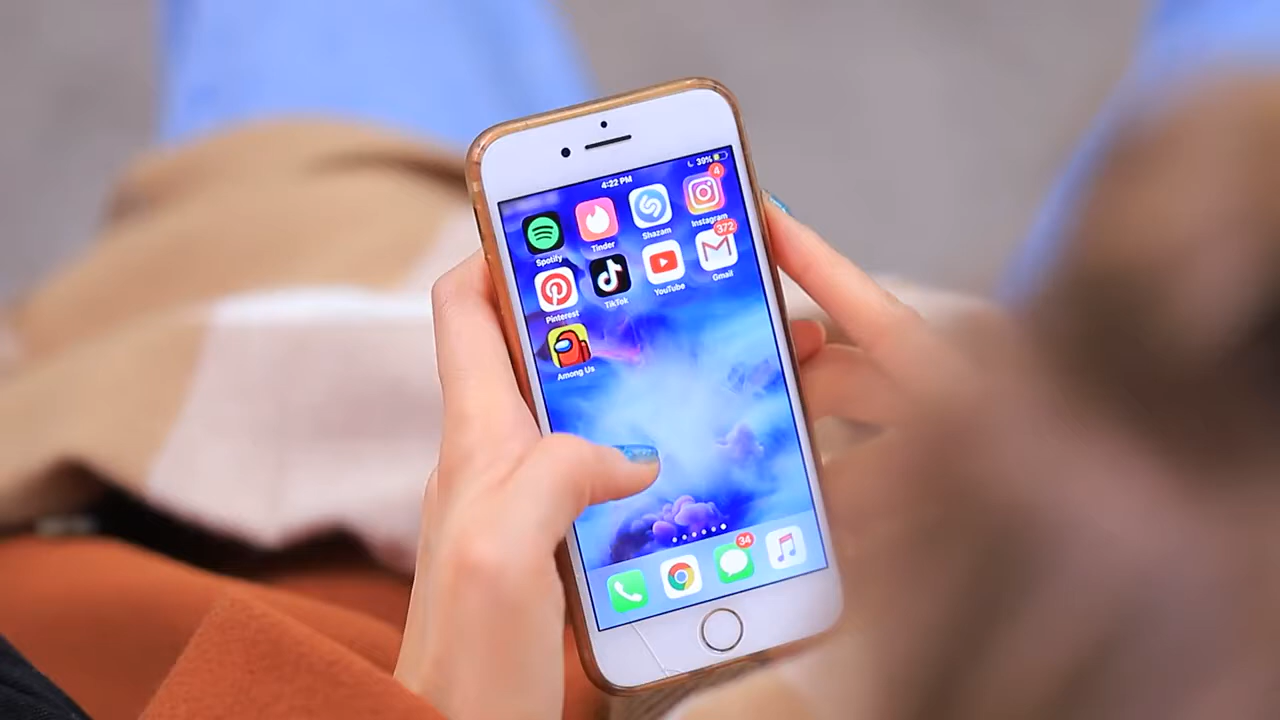 4:22 PM
39%
4
Spotify
Tinder
Shazam
Instagram
372
Pinterest
TikTok
YouTube
Gmail
Among Us
34